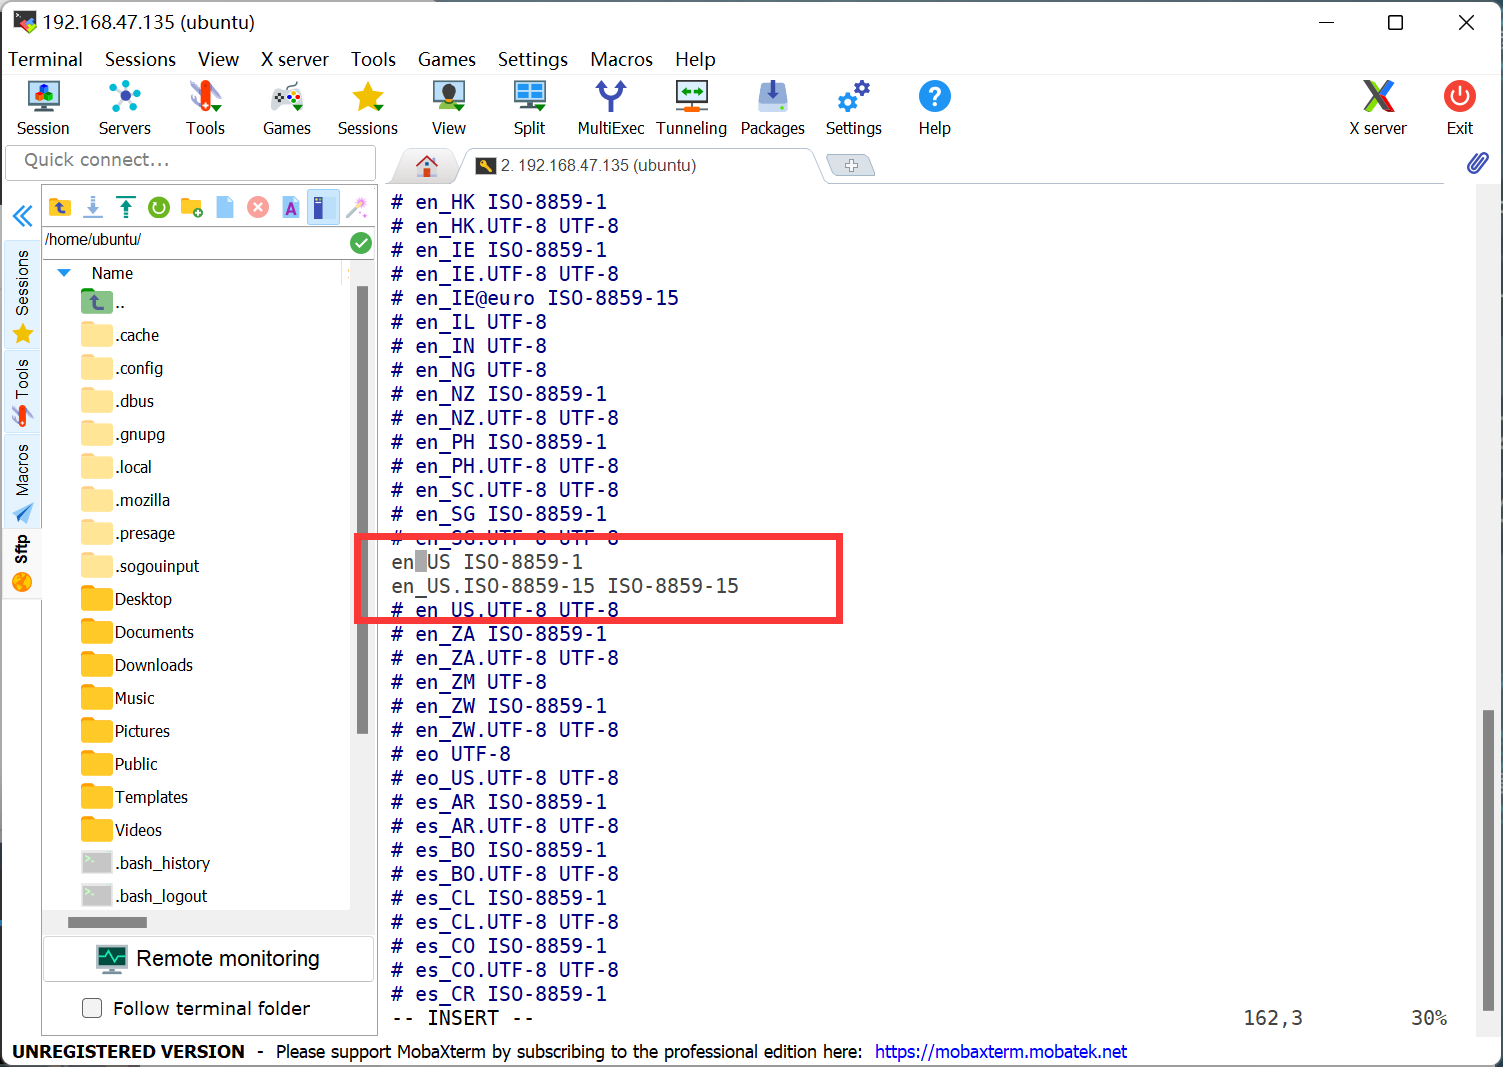 192.168.47.135 (ubuntu)
Terminal Sessions View X server Tools Games Settings Macros Help
Session Servers Tools Games Sessions View Split MultiExec Tunneling Packages Settings Help X server Exit
Quick connect...
2. 192.168.47.135 (ubuntu)
/home/ubuntu/
Name
..
.cache
.config
.dbus
.gnupg
.local
.mozilla
.presage
.sogouinput
Desktop
Documents
Downloads
Music
Pictures
Public
Templates
Videos
.bash_history
.bash_logout
Sessions
Tools
Macros
Sftp
Remote monitoring
Follow terminal folder
# en_HK ISO-8859-1
# en_HK.UTF-8 UTF-8
# en_IE ISO-8859-1
# en_IE.UTF-8 UTF-8
# en_IE@euro ISO-8859-15
# en_IL UTF-8
# en_IN UTF-8
# en_NG UTF-8
# en_NZ ISO-8859-1
# en_NZ.UTF-8 UTF-8
# en_PH ISO-8859-1
# en_PH.UTF-8 UTF-8
# en_SC.UTF-8 UTF-8
# en_SG ISO-8859-1
# en_SG.UTF-8 UTF-8
en_US ISO-8859-1
en_US.ISO-8859-15 ISO-8859-15
# en_US.UTF-8 UTF-8
# en_ZA ISO-8859-1
# en_ZA.UTF-8 UTF-8
# en_ZM UTF-8
# en_ZW ISO-8859-1
# en_ZW.UTF-8 UTF-8
# eo UTF-8
# eo_US.UTF-8 UTF-8
# es_AR ISO-8859-1
# es_AR.UTF-8 UTF-8
# es_BO ISO-8859-1
# es_BO.UTF-8 UTF-8
# es_CL ISO-8859-1
# es_CL.UTF-8 UTF-8
# es_CO ISO-8859-1
# es_CO.UTF-8 UTF-8
# es_CR ISO-8859-1
-- INSERT -- 162,3 30%
UNREGISTERED VERSION - Please support MobaXterm by subscribing to the professional edition here: https://mobaxterm.mobatek.net